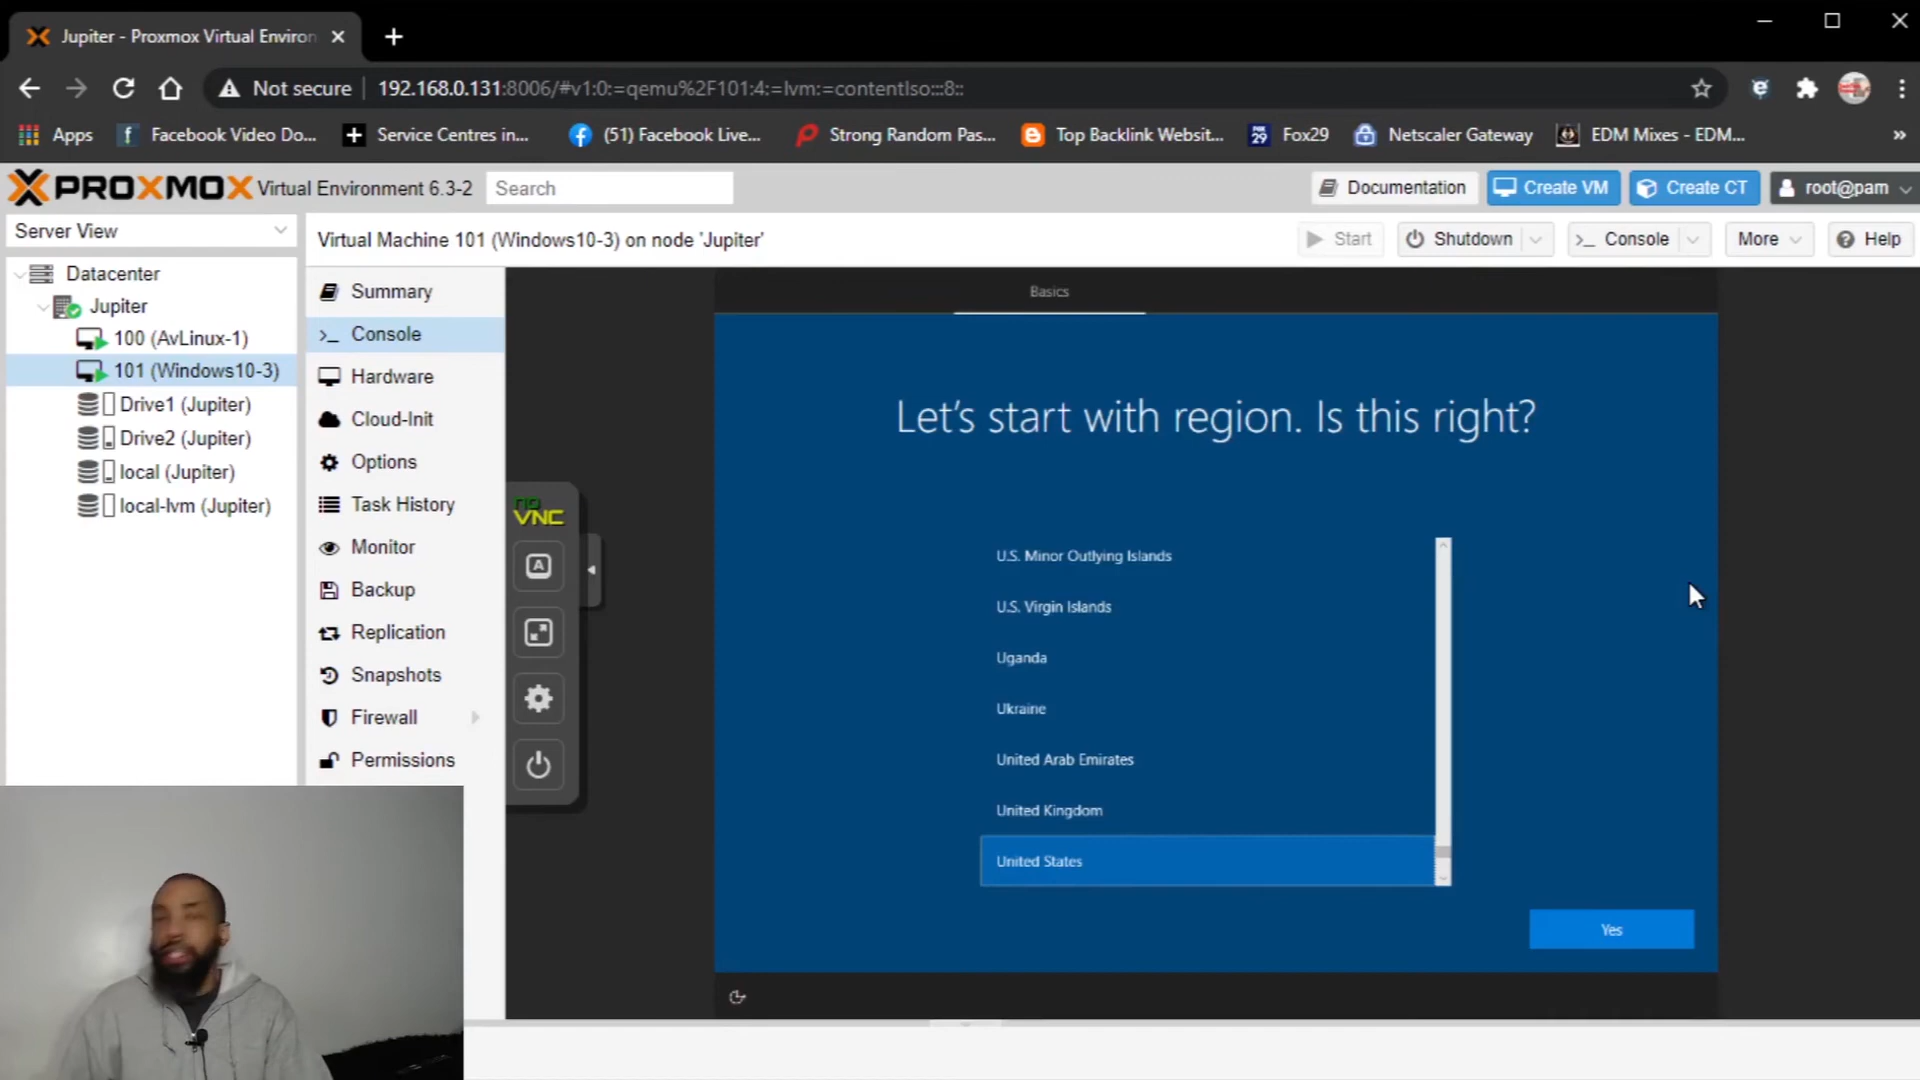 Jupiter - Proxmox Virtual Environ
Not secure
192.168.0.131:8006/#v1:0:=qemu%2F101:4:=lvm:=contentIso:::8::
Apps
Facebook Video Do...
Service Centres in...
(51) Facebook Live...
Strong Random Pas...
Top Backlink Websit...
Fox29
Netscaler Gateway
EDM Mixes - EDM...
»
PROXMOX Virtual Environment 6.3-2
Search
Documentation
Create VM
Create CT
root@pam
Server View
Virtual Machine 101 (Windows10-3) on node 'Jupiter'
Start
Shutdown
Console
More
Help
Datacenter
Jupiter
100 (AvLinux-1)
101 (Windows10-3)
Drive1 (Jupiter)
Drive2 (Jupiter)
local (Jupiter)
local-lvm (Jupiter)
Summary
Console
Hardware
Cloud-Init
Options
Task History
Monitor
Backup
Replication
Snapshots
Firewall
Permissions
no
VNC
A
Basics
Let's start with region. Is this right?
U.S. Minor Outlying Islands
U.S. Virgin Islands
Uganda
Ukraine
United Arab Emirates
United Kingdom
United States
Yes